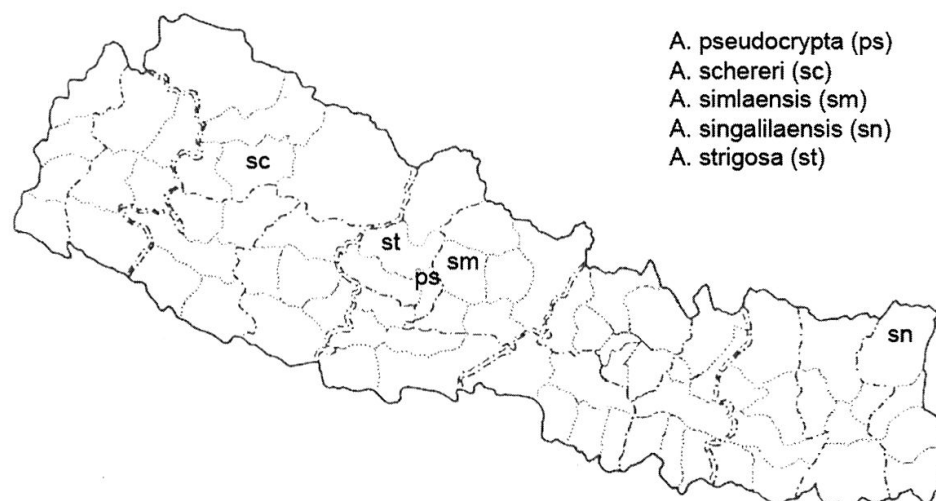 A. pseudocrypta (ps)
A. schereri (sc)
A. simlaensis (sm)
A. singalilaensis (sn)
A. strigosa (st)
sc
st
ps
sm
sn